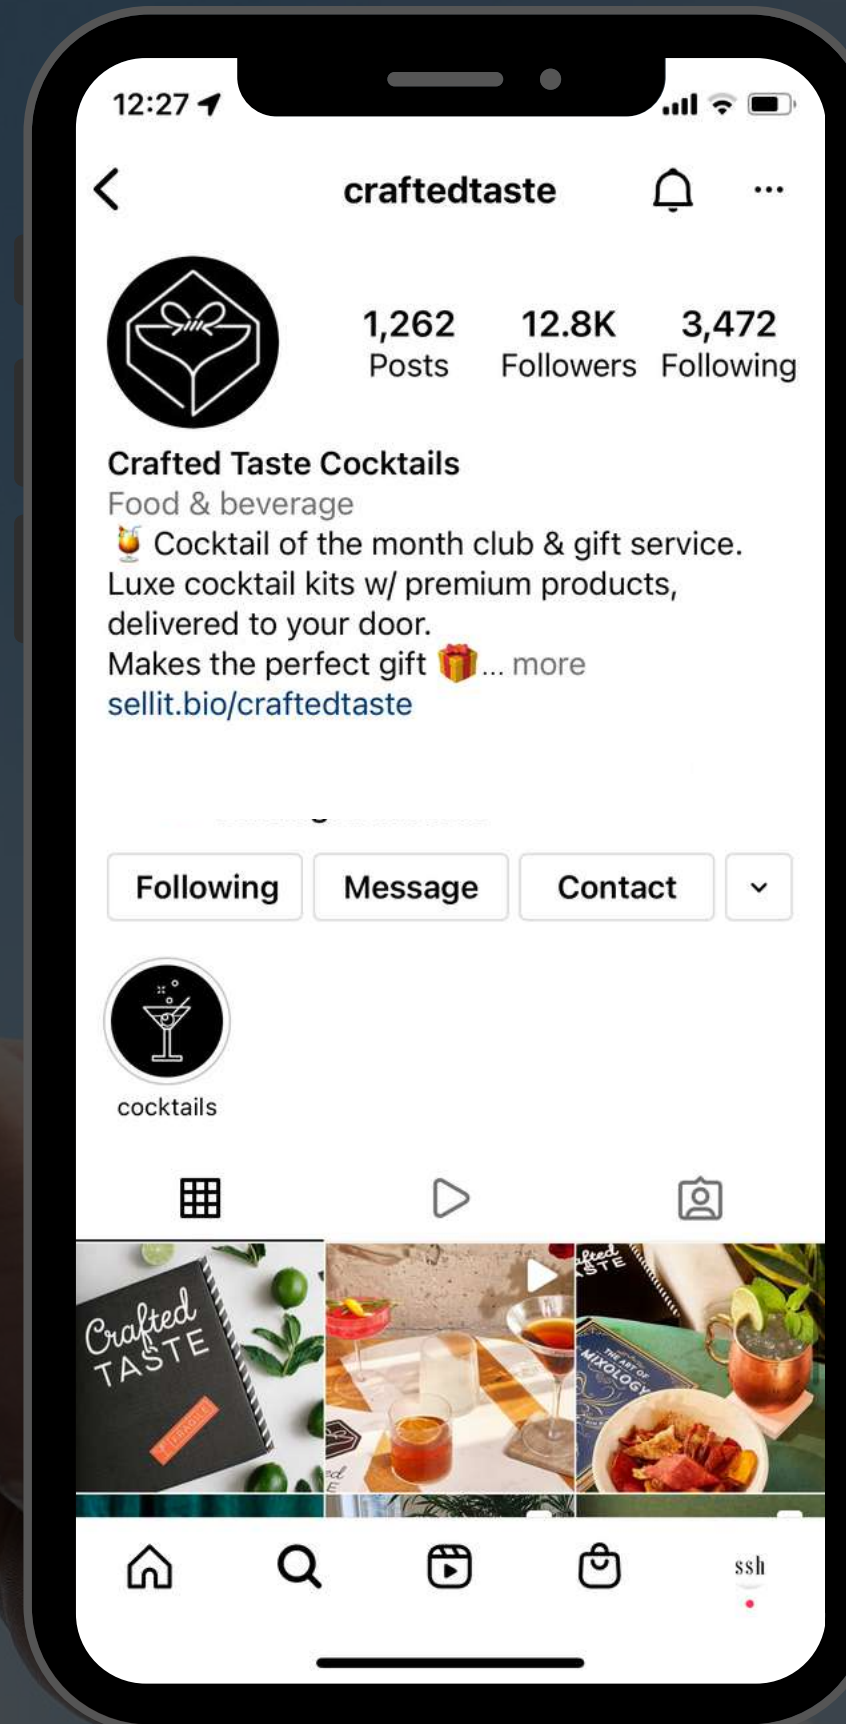 12:27
craftedtaste
1,262
Posts
12.8K
Followers
3,472
Following
Crafted Taste Cocktails
Food & beverage
🍹 Cocktail of the month club & gift service.
Luxe cocktail kits w/ premium products,
delivered to your door.
Makes the perfect gift 🎁... more
sellit.bio/craftedtaste
Following
Message
Contact
cocktails
Crafted
TASTE
FRAGILE
THE ART OF
MIXOLOGY
ssh